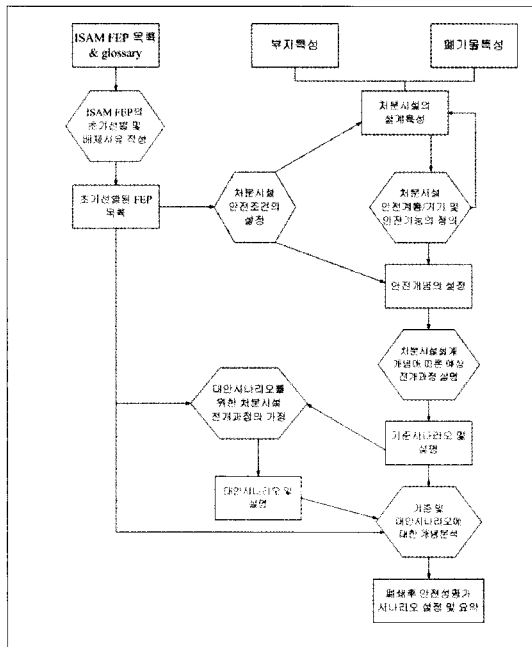 ISAM FEP 목록
& glossary
부지특성
폐기물특성
ISAM FEP의
초기선별 및
배제사유 작성
처분시설의
설계특성
초기선별된 FEP
목록
처분시설
안전조건의
설정
처분시설
안전계통/기기 및
안전기능의 정의
안전개념의 설정
처분시설설계
개념에 따른 예상
전개과정 설명
대안시나리오를
위한 처분시설
전개과정의 가정
기준시나리오 및
설명
대안시나리오 및
설명
기준 및
대안시나리오에
대한 개념분석
폐쇄후 안전성평가
시나리오 설정 및 요약